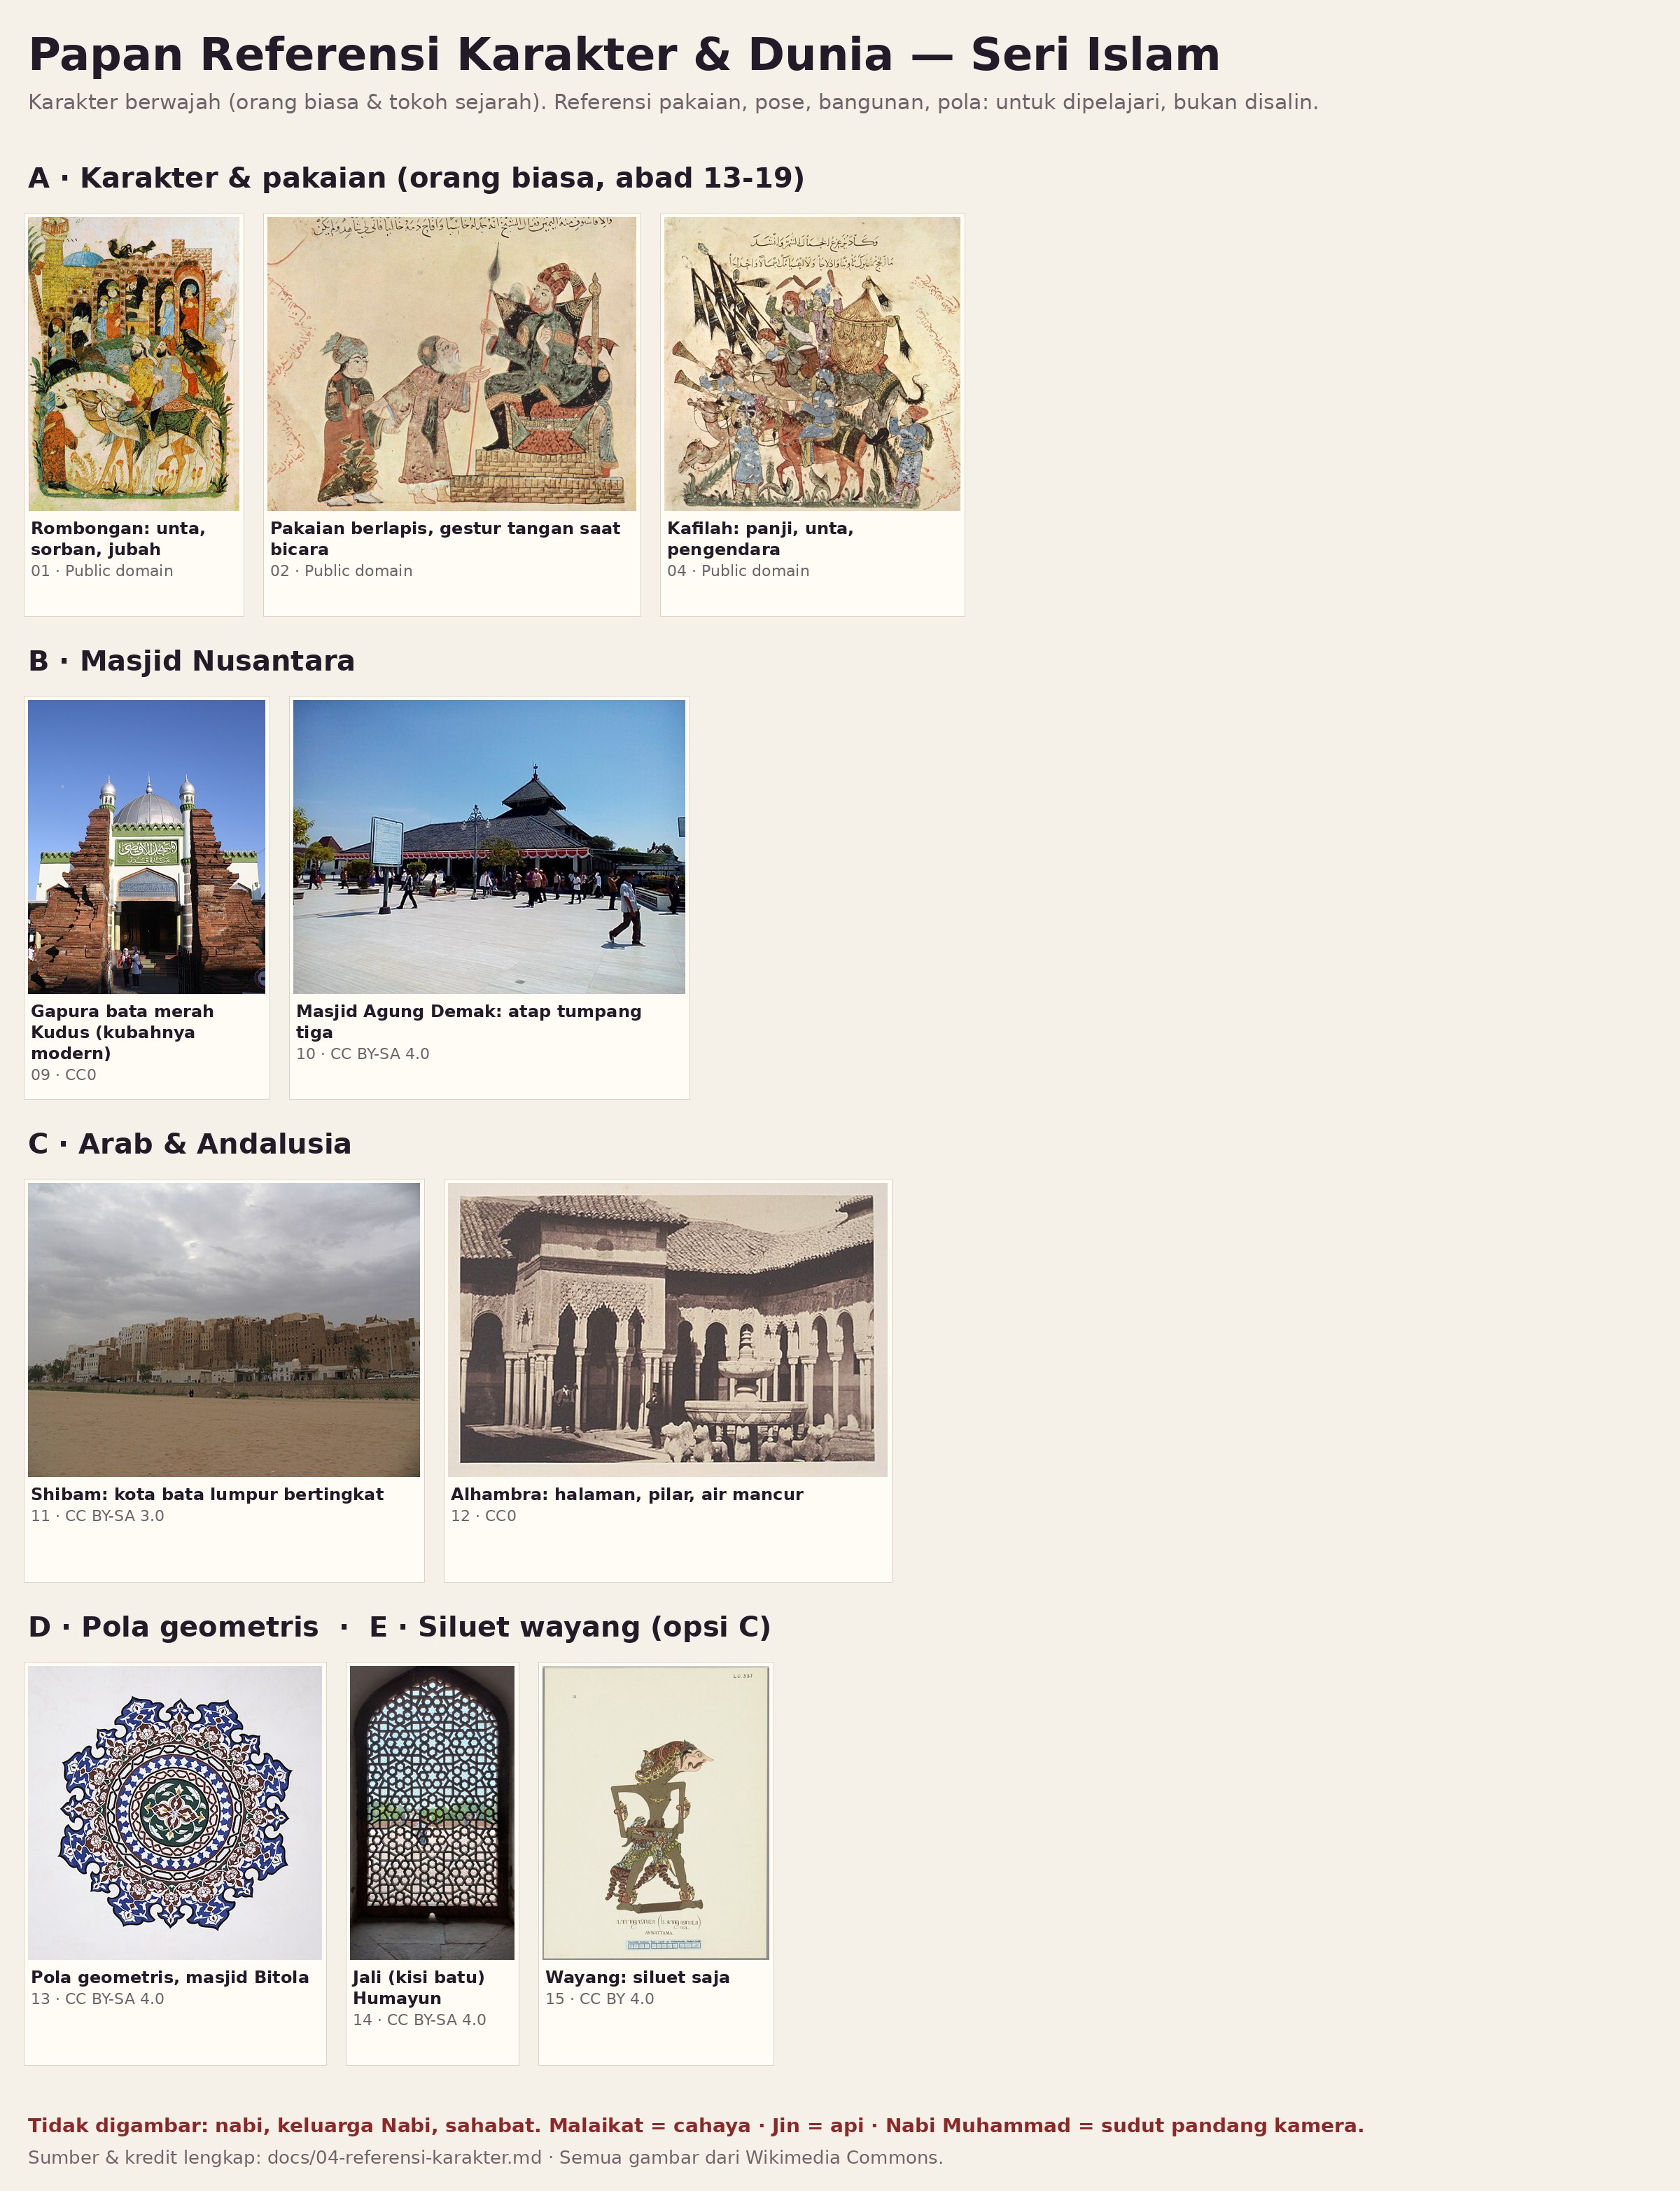 Papan Referensi Karakter & Dunia — Seri Islam
Karakter berwajah (orang biasa & tokoh sejarah). Referensi pakaian, pose, bangunan, pola: untuk dipelajari, bukan disalin.
A · Karakter & pakaian (orang biasa, abad 13-19)
Rombongan: unta,
sorban, jubah
01 · Public domain
Pakaian berlapis, gestur tangan saat
bicara
02 · Public domain
Kafilah: panji, unta,
pengendara
04 · Public domain
B · Masjid Nusantara
Gapura bata merah
Kudus (kubahnya
modern)
09 · CC0
Masjid Agung Demak: atap tumpang
tiga
10 · CC BY-SA 4.0
C · Arab & Andalusia
Shibam: kota bata lumpur bertingkat
11 · CC BY-SA 3.0
Alhambra: halaman, pilar, air mancur
12 · CC0
D · Pola geometris · E · Siluet wayang (opsi C)
Pola geometris, masjid Bitola
13 · CC BY-SA 4.0
Jali (kisi batu)
Humayun
14 · CC BY-SA 4.0
Wayang: siluet saja
15 · CC BY 4.0
Tidak digambar: nabi, keluarga Nabi, sahabat. Malaikat = cahaya · Jin = api · Nabi Muhammad = sudut pandang kamera.
Sumber & kredit lengkap: docs/04-referensi-karakter.md · Semua gambar dari Wikimedia Commons.